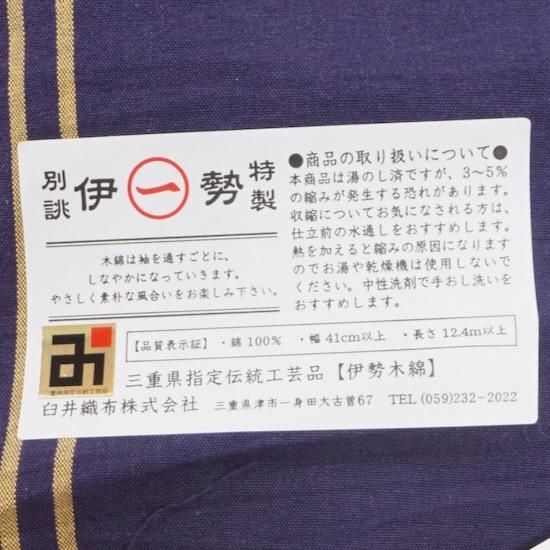 別誂
伊㊀勢
特製
木綿は袖を通すごとに、
しなやかになっていきます。
やさしく素朴な風合いをお楽しみ下さい。
●商品の取り扱いについて●
本商品は湯のし済ですが、3～5%
の縮みが発生する恐れがあります。
収縮についてお気になされる方は、
仕立前の水通しをおすすめします。
熱を加えると縮みの原因になります
のでお湯や乾燥機は使用しないで
ください。中性洗剤で手おし洗いを
おすすめします。
【品質表示証】 ・綿100% ・幅41cm以上 ・長さ12.4m以上
三重県指定伝統工芸品
三重県指定伝統工芸品【伊勢木綿】
臼井織布株式会社 三重県津市一身田大古曽67 TEL(059)232-2022